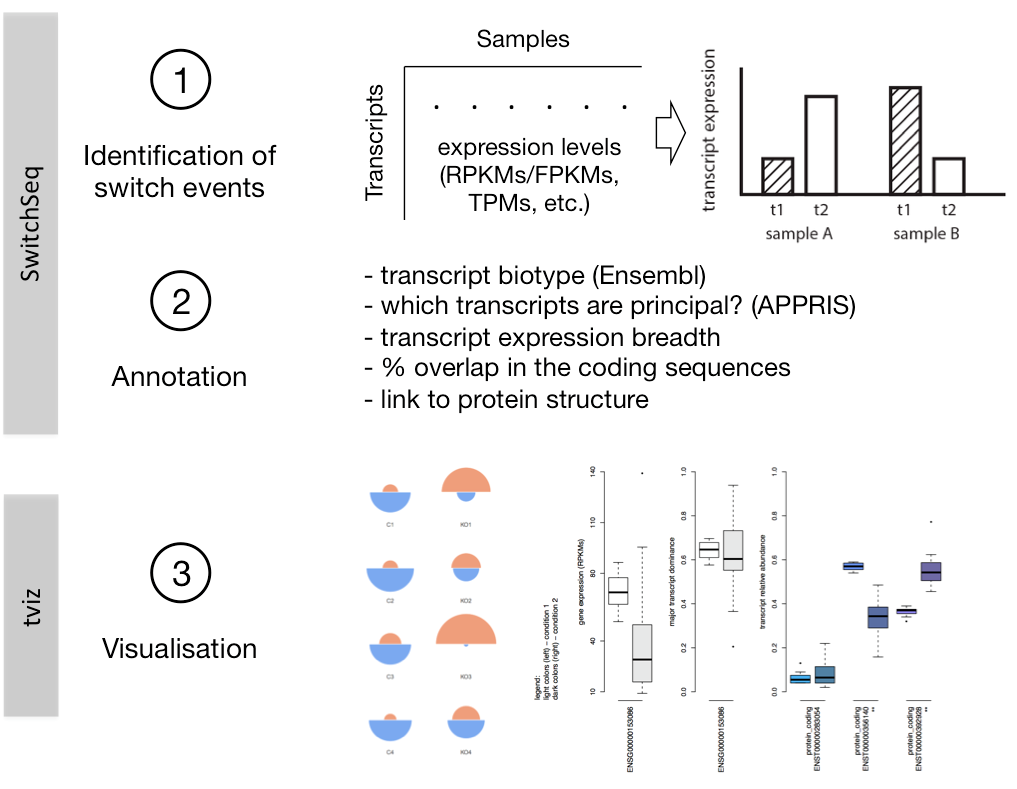 SwitchSeq
1
Identification of
switch events
Samples
Transcripts
expression levels
(RPKMs/FPKMs,
TPMs, etc.)
transcript expression
t1 t2 t1 t2
sample A sample B
2
Annotation
- transcript biotype (Ensembl)
- which transcripts are principal? (APPRIS)
- transcript expression breadth
- % overlap in the coding sequences
- link to protein structure
tviz
3
Visualisation
C1 KO1
C2 KO2
C3 KO3
C4 KO4
legend:
light colors (left) – condition 1
dark colors (right) – condition 2
gene expression (RPKMs)
10 40 80 110 140
ENSG00000153086
major transcript dominance
0.0 0.2 0.4 0.6 0.8 1.0
ENSG00000153086
transcript relative abundance
0.0 0.2 0.4 0.6 0.8 1.0
protein_coding
ENST00000283054
protein_coding
ENST00000356140
**
protein_coding
ENST00000392928
**